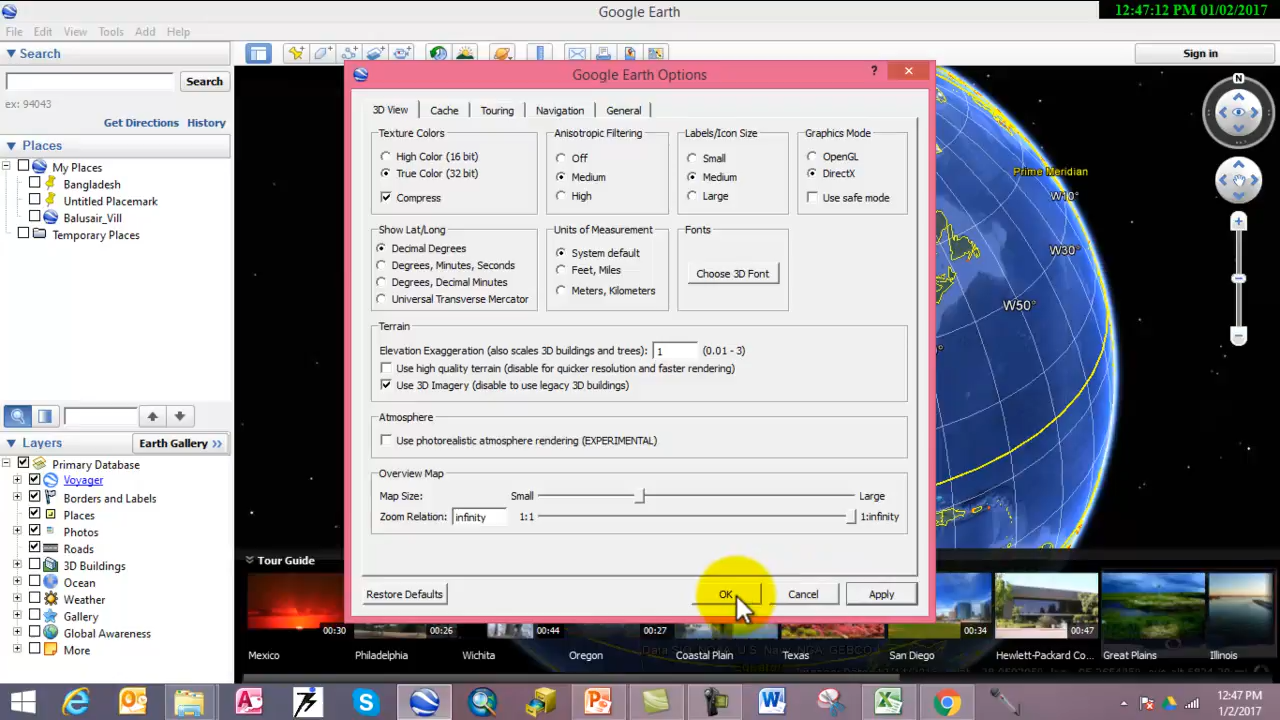 Google Earth
12:47:12 PM 01/02/2017
File Edit View Tools Add Help
Search
Sign in
Search
ex: 94043
Get Directions History
Places
My Places
Bangladesh
Untitled Placemark
Balusair_Vill
Temporary Places
Layers
Earth Gallery >>
Primary Database
Voyager
Borders and Labels
Places
Photos
Roads
3D Buildings
Ocean
Weather
Gallery
Global Awareness
More
Google Earth Options
?
3D View Cache Touring Navigation General
Texture Colors
High Color (16 bit)
True Color (32 bit)
Compress
Anisotropic Filtering
Off
Medium
High
Labels/Icon Size
Small
Medium
Large
Graphics Mode
OpenGL
DirectX
Use safe mode
Show Lat/Long
Decimal Degrees
Degrees, Minutes, Seconds
Degrees, Decimal Minutes
Universal Transverse Mercator
Units of Measurement
System default
Feet, Miles
Meters, Kilometers
Fonts
Choose 3D Font
Terrain
Elevation Exaggeration (also scales 3D buildings and trees): 1 (0.01 - 3)
Use high quality terrain (disable for quicker resolution and faster rendering)
Use 3D Imagery (disable to use legacy 3D buildings)
Atmosphere
Use photorealistic atmosphere rendering (EXPERIMENTAL)
Overview Map
Map Size: Small Large
Zoom Relation: infinity 1:1 1:infinity
Restore Defaults OK Cancel Apply
N
Prime Meridian
W10°
W30°
W50°
Tour Guide
00:30 00:26 00:44 00:27 00:34 00:47
Mexico Philadelphia Wichita Oregon Coastal Plain Texas San Diego Hewlett-Packard Co... Great Plains Illinois
12:47 PM
1/2/2017